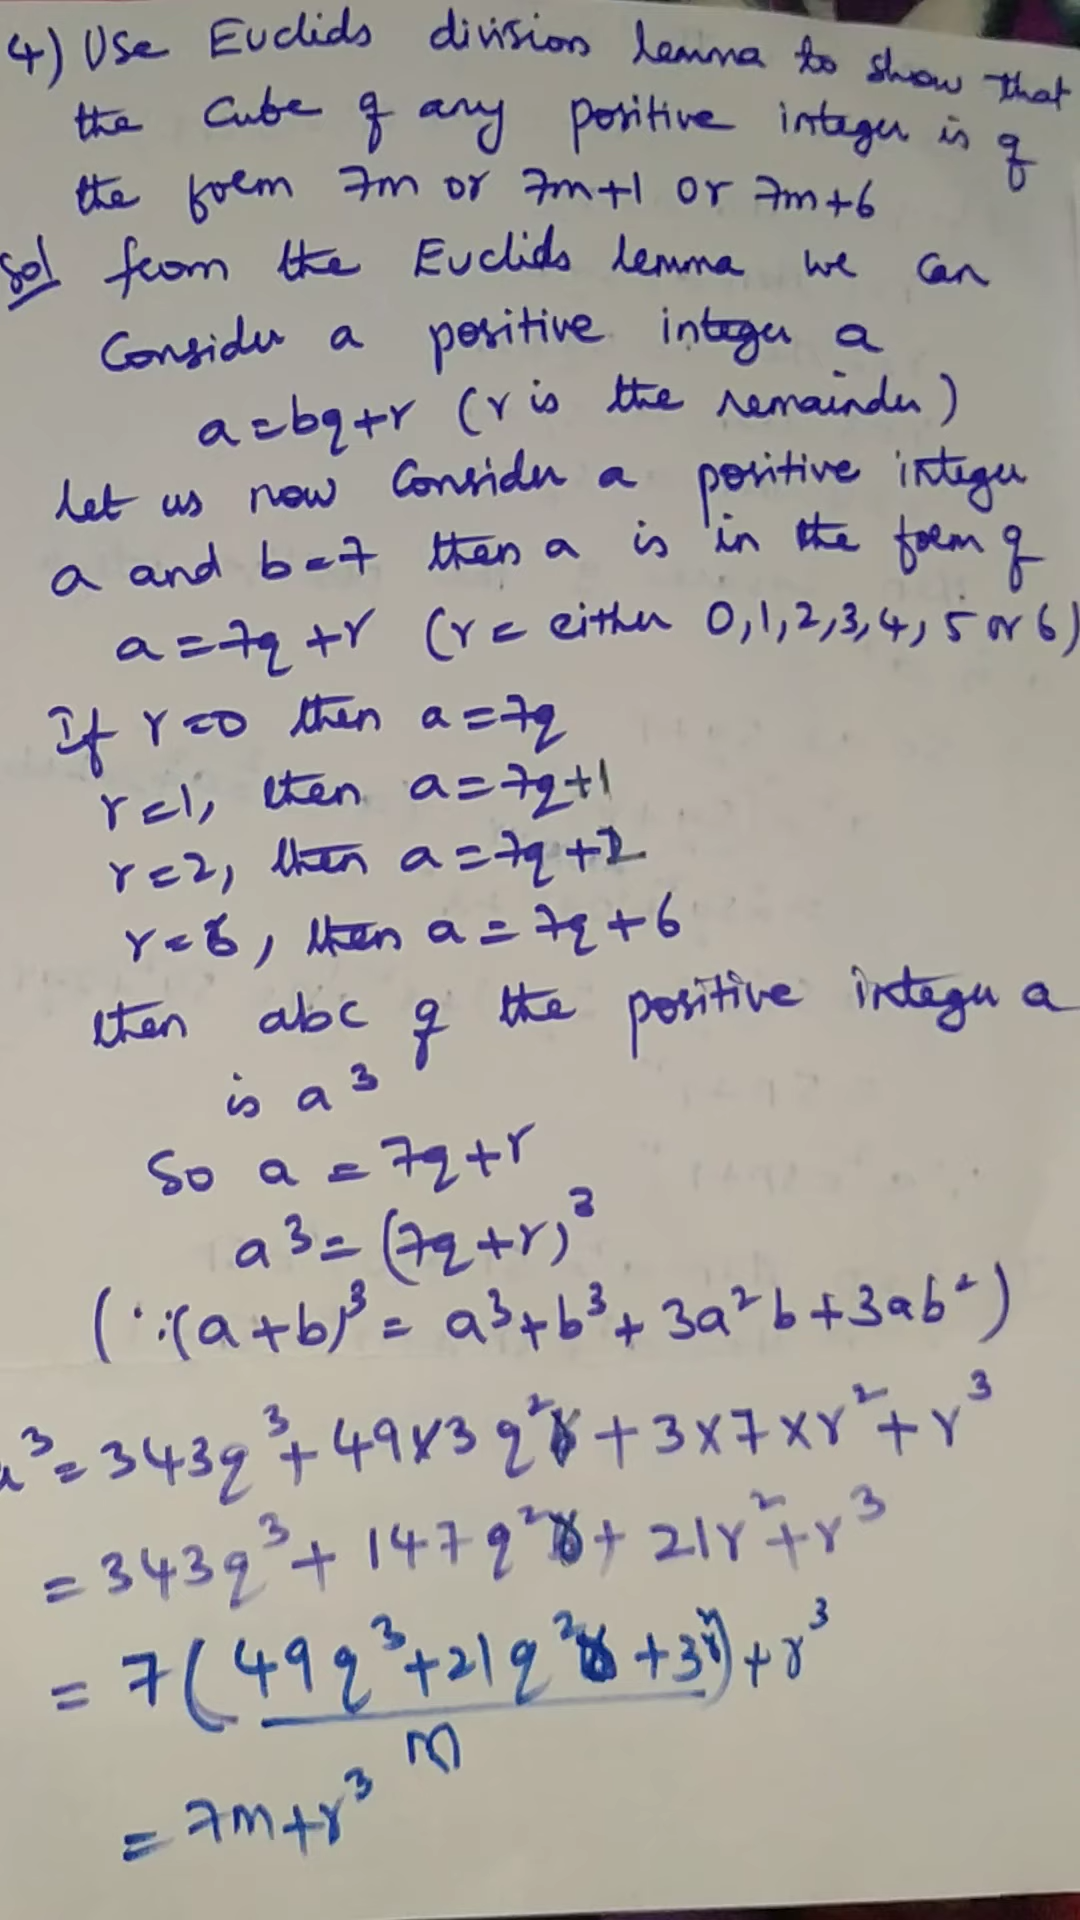 4) Use Euclids division lemma to show that
the Cube of any positive integer is of
the form 7m or 7m+1 or 7m+6
Sol from the Euclids lemma we can
Consider a positive integer a
a=bq+r (r is the remainder)
let us now Consider a positive integer
a and b=7 then a is in the form of
a=7q+r (r= either 0,1,2,3,4,5 or 6)
If r=0 then a=7q
r=1, then a=7q+1
r=2, then a=7q+2
r=6, then a=7q+6
then abc of the positive integer a
is a³
So a = 7q+r
a³=(7q+r)³
(∵(a+b)³= a³+b³+3a²b+3ab²)
a³=343q³+49×3q²r+3×7×r²+r³
=343q³+147q²r+21r²+r³
=7(49q³+21q²r+3r²)+r³
m
=7m+r³